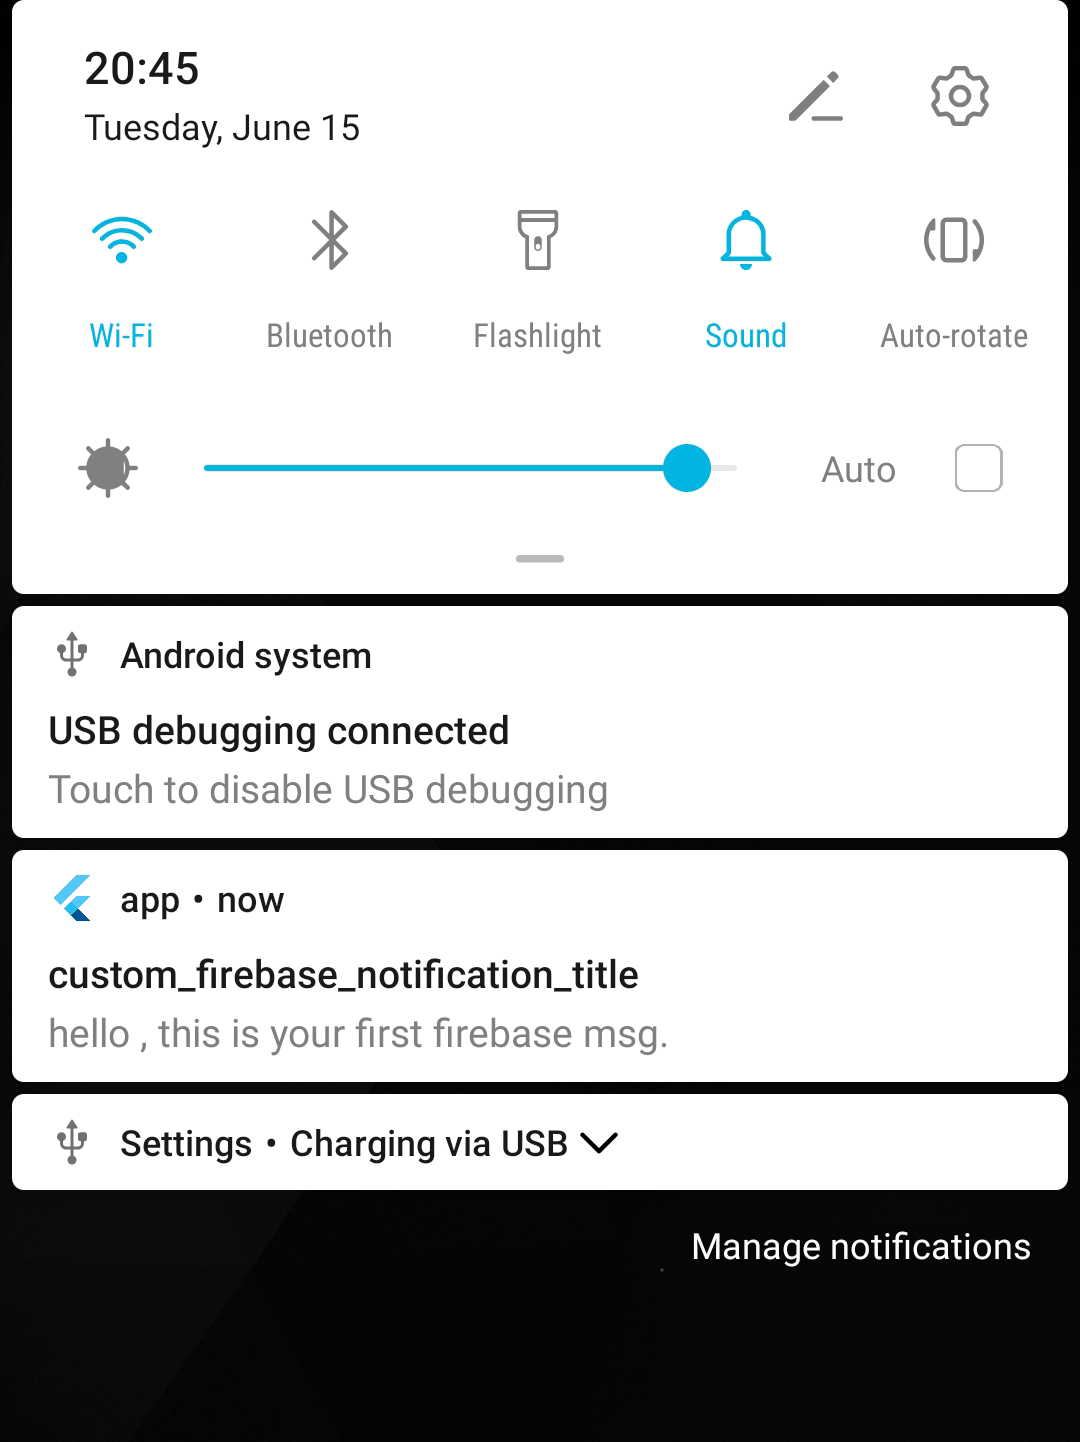 20:45
Tuesday, June 15
Wi-Fi
Bluetooth
Flashlight
Sound
Auto-rotate
Auto
Android system
USB debugging connected
Touch to disable USB debugging
app • now
custom_firebase_notification_title
hello , this is your first firebase msg.
Settings • Charging via USB
Manage notifications